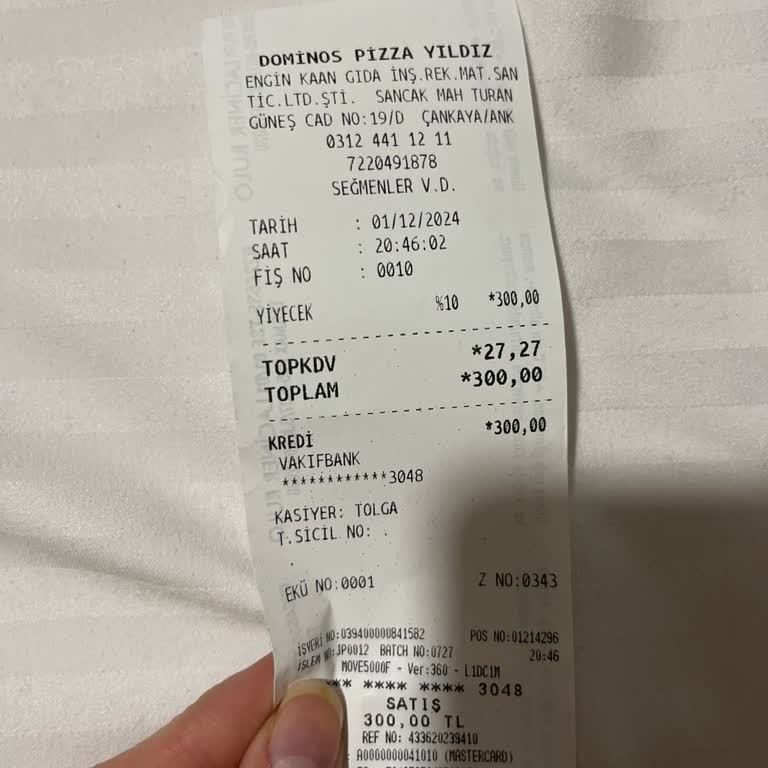 DOMİNOS PİZZA YILDIZ
ENGİN KAAN GIDA İNŞ.REK.MAT.SAN
TİC.LTD.ŞTİ. SANCAK MAH TURAN
GÜNEŞ CAD NO:19/D ÇANKAYA/ANK
0312 441 12 11
7220491878
SEĞMENLER V.D.
TARİH : 01/12/2024
SAAT : 20:46:02
FİŞ NO : 0010
YİYECEK %10 *300,00
TOPKDV *27,27
TOPLAM *300,00
KREDİ *300,00
VAKIFBANK
************3048
KASİYER: TOLGA
T.SİCİL NO: .
EKÜ NO:0001 Z NO:0343
İŞYERİ NO:039400000841582 POS NO:01214296
İŞLEM NO:JP0012 BATCH NO:0727 20:46
MOVE5000F - Ver:360 - L1DC1M
** **** **** 3048
SATIŞ
300,00 TL
REF NO: 433620239410
A0000000041010 (MASTERCARD)